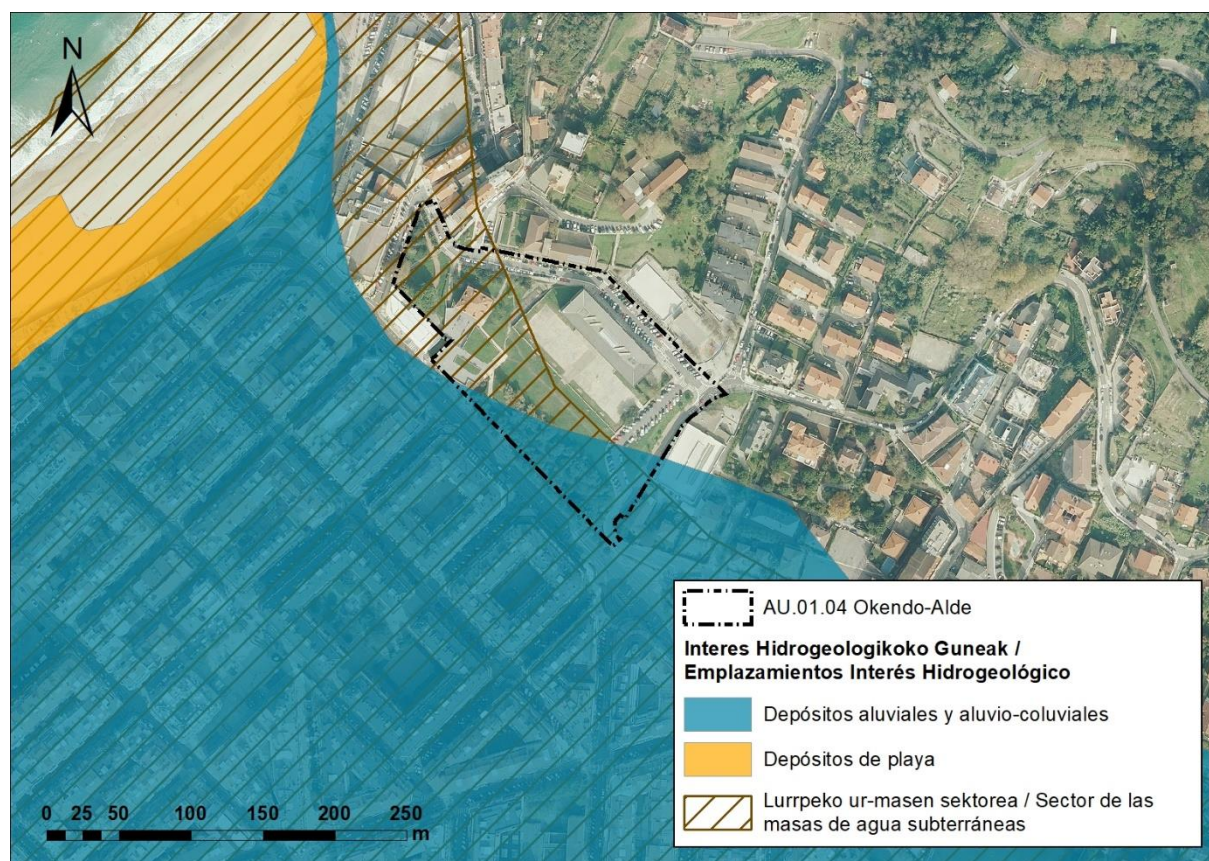 N
AU.01.04 Okendo-Alde
Interes Hidrogeologikoko Guneak /
Emplazamientos Interés Hidrogeológico
Depósitos aluviales y aluvio-coluviales
Depósitos de playa
Lurrpeko ur-masen sektorea / Sector de las
masas de agua subterráneas
0 25 50 100 150 200 250
m